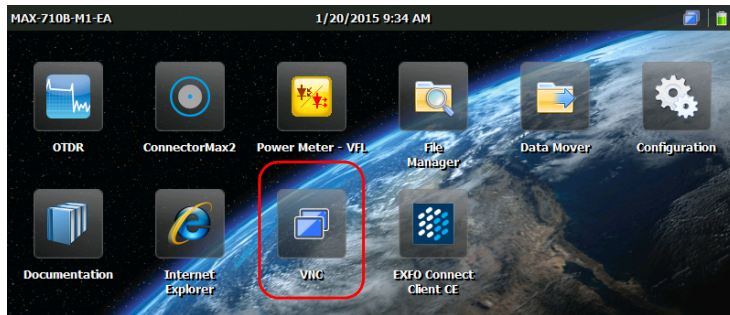 MAX-710B-M1-EA 1/20/2015 9:34 AM
OTDR ConnectorMax2 Power Meter - VFL File Manager Data Mover Configuration
Documentation Internet Explorer VNC EXFO Connect Client CE